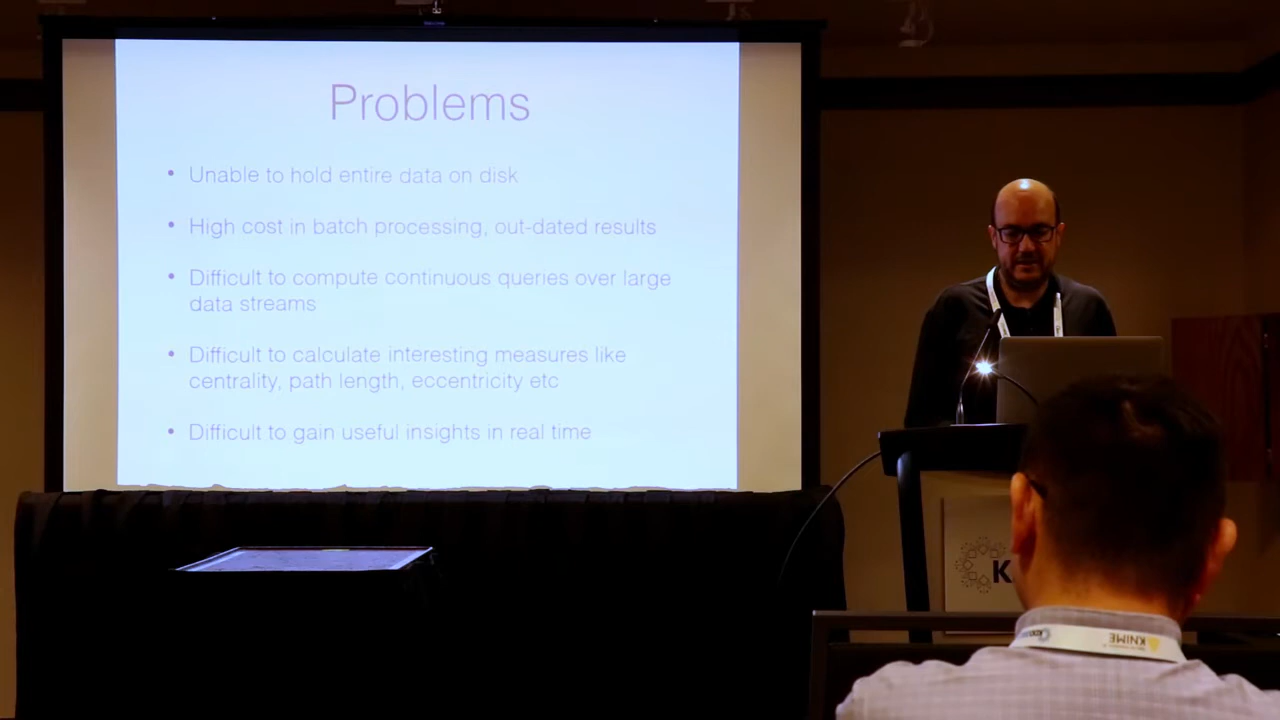 Problems
• Unable to hold entire data on disk
• High cost in batch processing, out-dated results
• Difficult to compute continuous queries over large
data streams
• Difficult to calculate interesting measures like
centrality, path length, eccentricity etc
• Difficult to gain useful insights in real time
K
KNIME